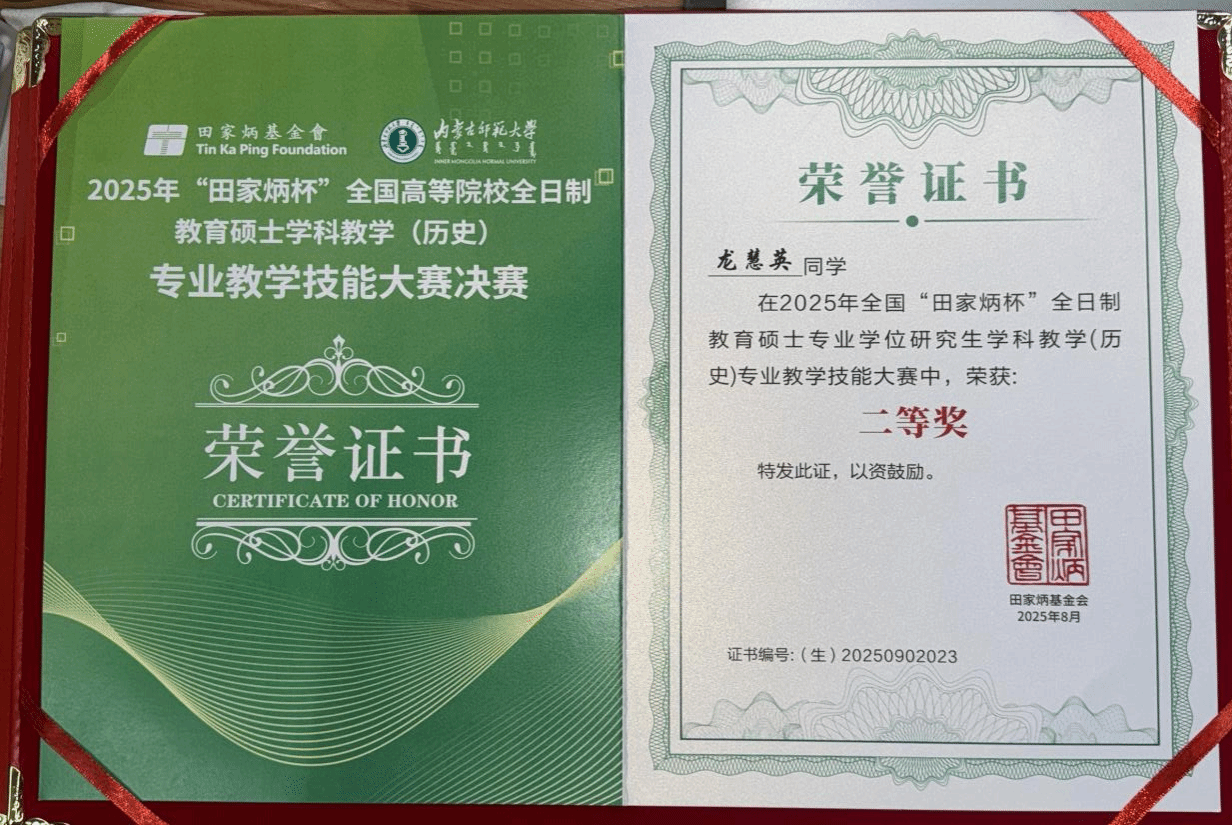 田家炳基金會
Tin Ka Ping Foundation
内蒙古师范大学
INNER MONGOLIA NORMAL UNIVERSITY
2025年“田家炳杯”全国高等院校全日制
教育硕士学科教学（历史）
专业教学技能大赛决赛
荣誉证书
CERTIFICATE OF HONOR
荣誉证书
龙慧英同学
在2025年全国“田家炳杯”全日制
教育硕士专业学位研究生学科教学(历
史)专业教学技能大赛中，荣获:
二等奖
特发此证，以资鼓励。
田家炳
基金會
田家炳基金会
2025年8月
证书编号:（生）20250902023